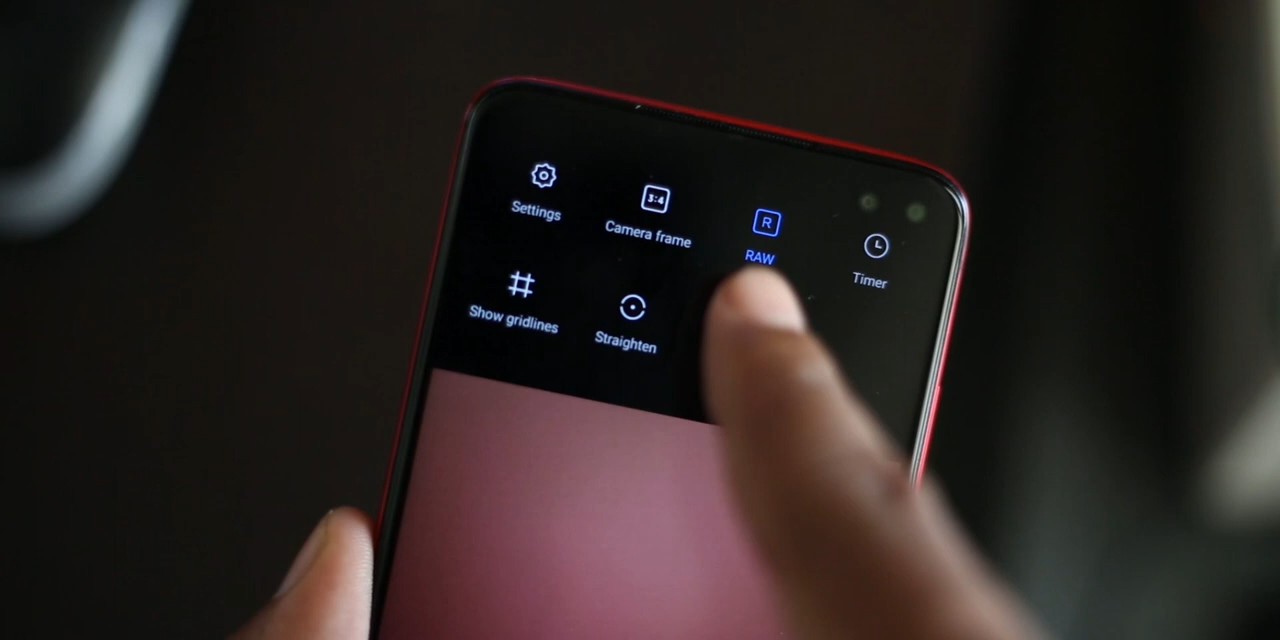 Settings
3:4
Camera frame
R
RAW
Timer
Show gridlines
Straighten